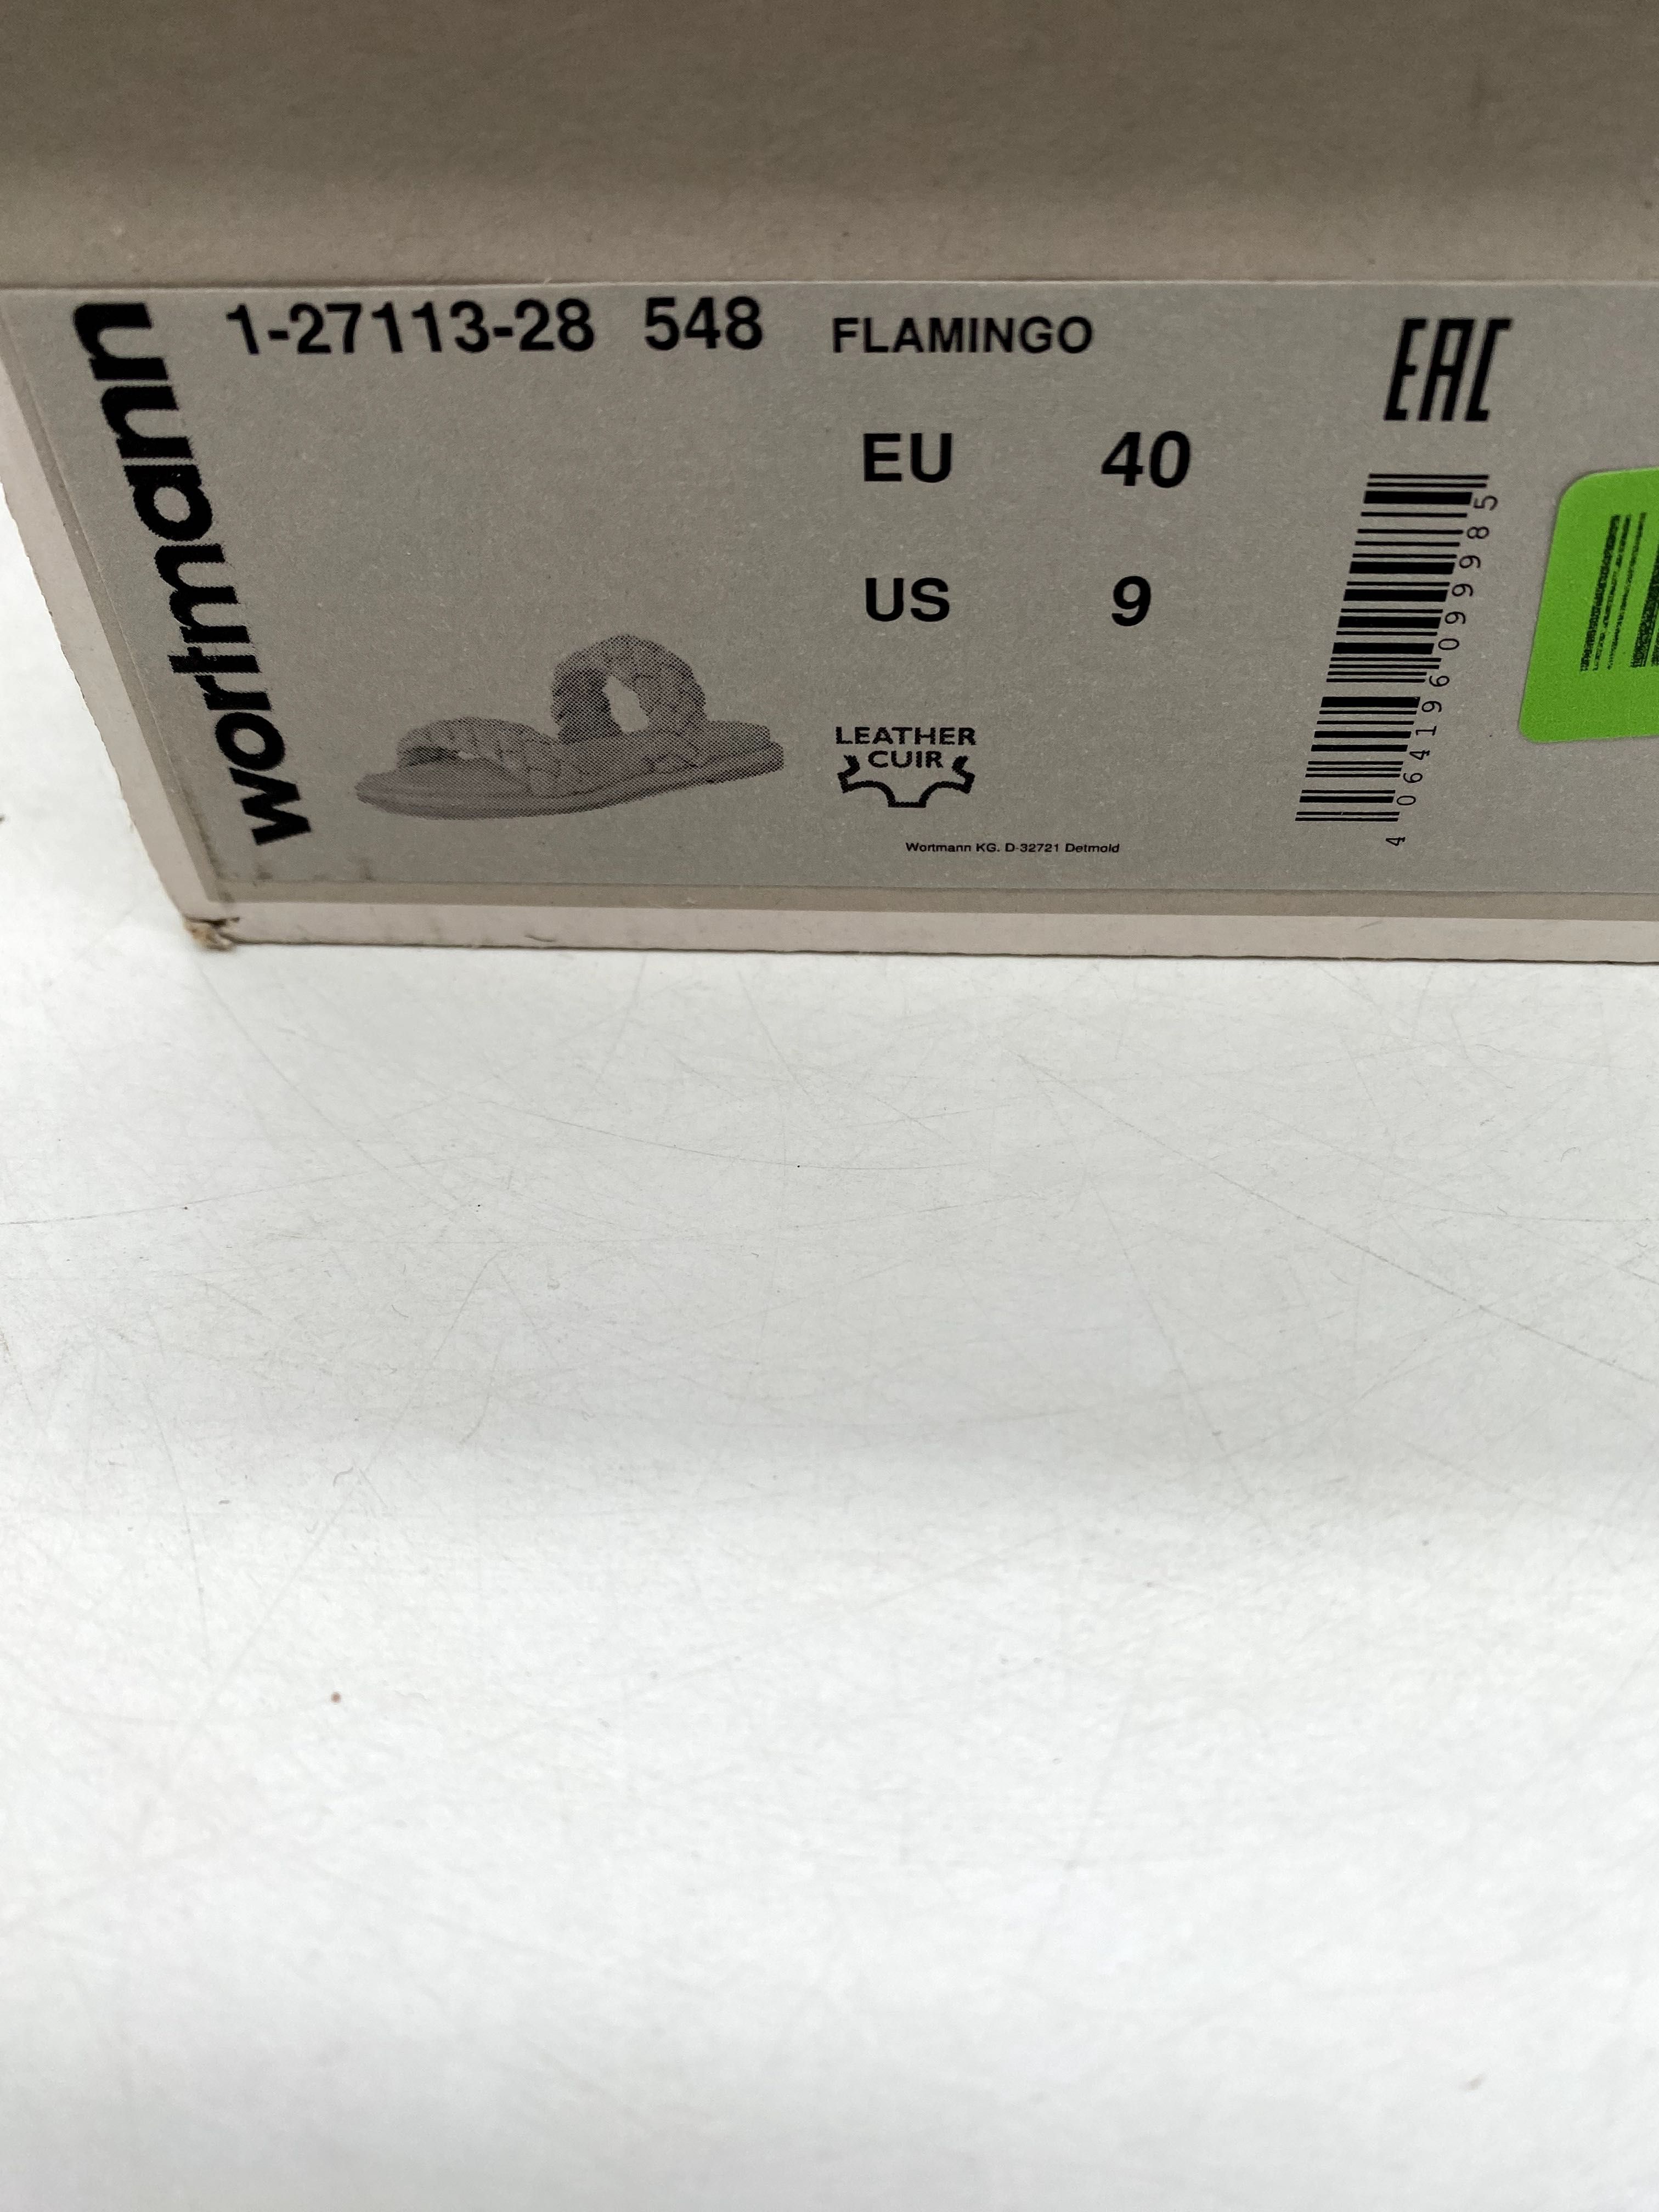 wortmann
1-27113-28 548 FLAMINGO
EAC
EU 40
US 9
LEATHER
CUIR
Wortmann KG. D-32721 Detmold
4 064196 099985